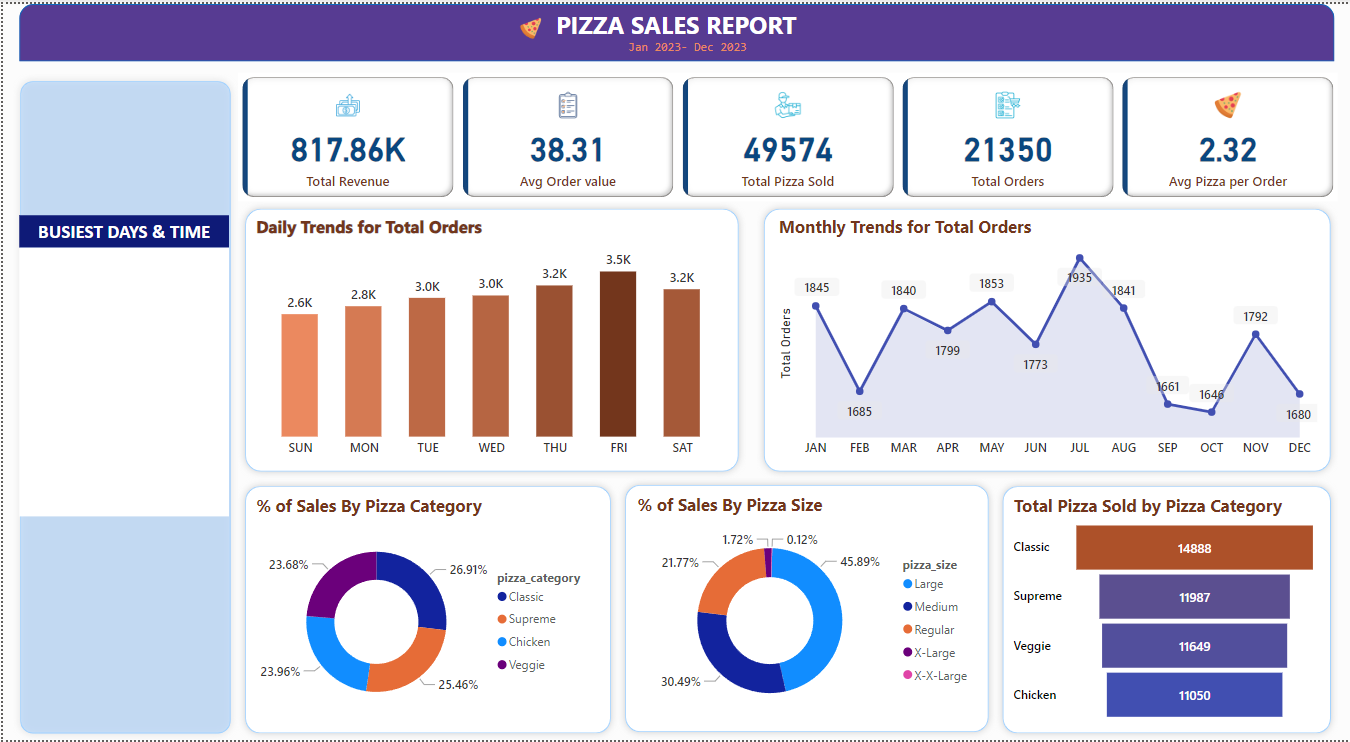 PIZZA SALES REPORT
Jan 2023- Dec 2023
817.86K
Total Revenue
38.31
Avg Order value
49574
Total Pizza Sold
21350
Total Orders
2.32
Avg Pizza per Order
BUSIEST DAYS & TIME
Daily Trends for Total Orders
2.6K
2.8K
3.0K
3.0K
3.2K
3.5K
3.2K
SUN MON TUE WED THU FRI SAT
Monthly Trends for Total Orders
Total Orders
1845
1685
1840
1799
1853
1773
1935
1841
1661
1646
1792
1680
JAN FEB MAR APR MAY JUN JUL AUG SEP OCT NOV DEC
% of Sales By Pizza Category
26.91%
25.46%
23.96%
23.68%
pizza_category
Classic
Supreme
Chicken
Veggie
% of Sales By Pizza Size
1.72%
0.12%
45.89%
21.77%
30.49%
pizza_size
Large
Medium
Regular
X-Large
X-X-Large
Total Pizza Sold by Pizza Category
Classic 14888
Supreme 11987
Veggie 11649
Chicken 11050